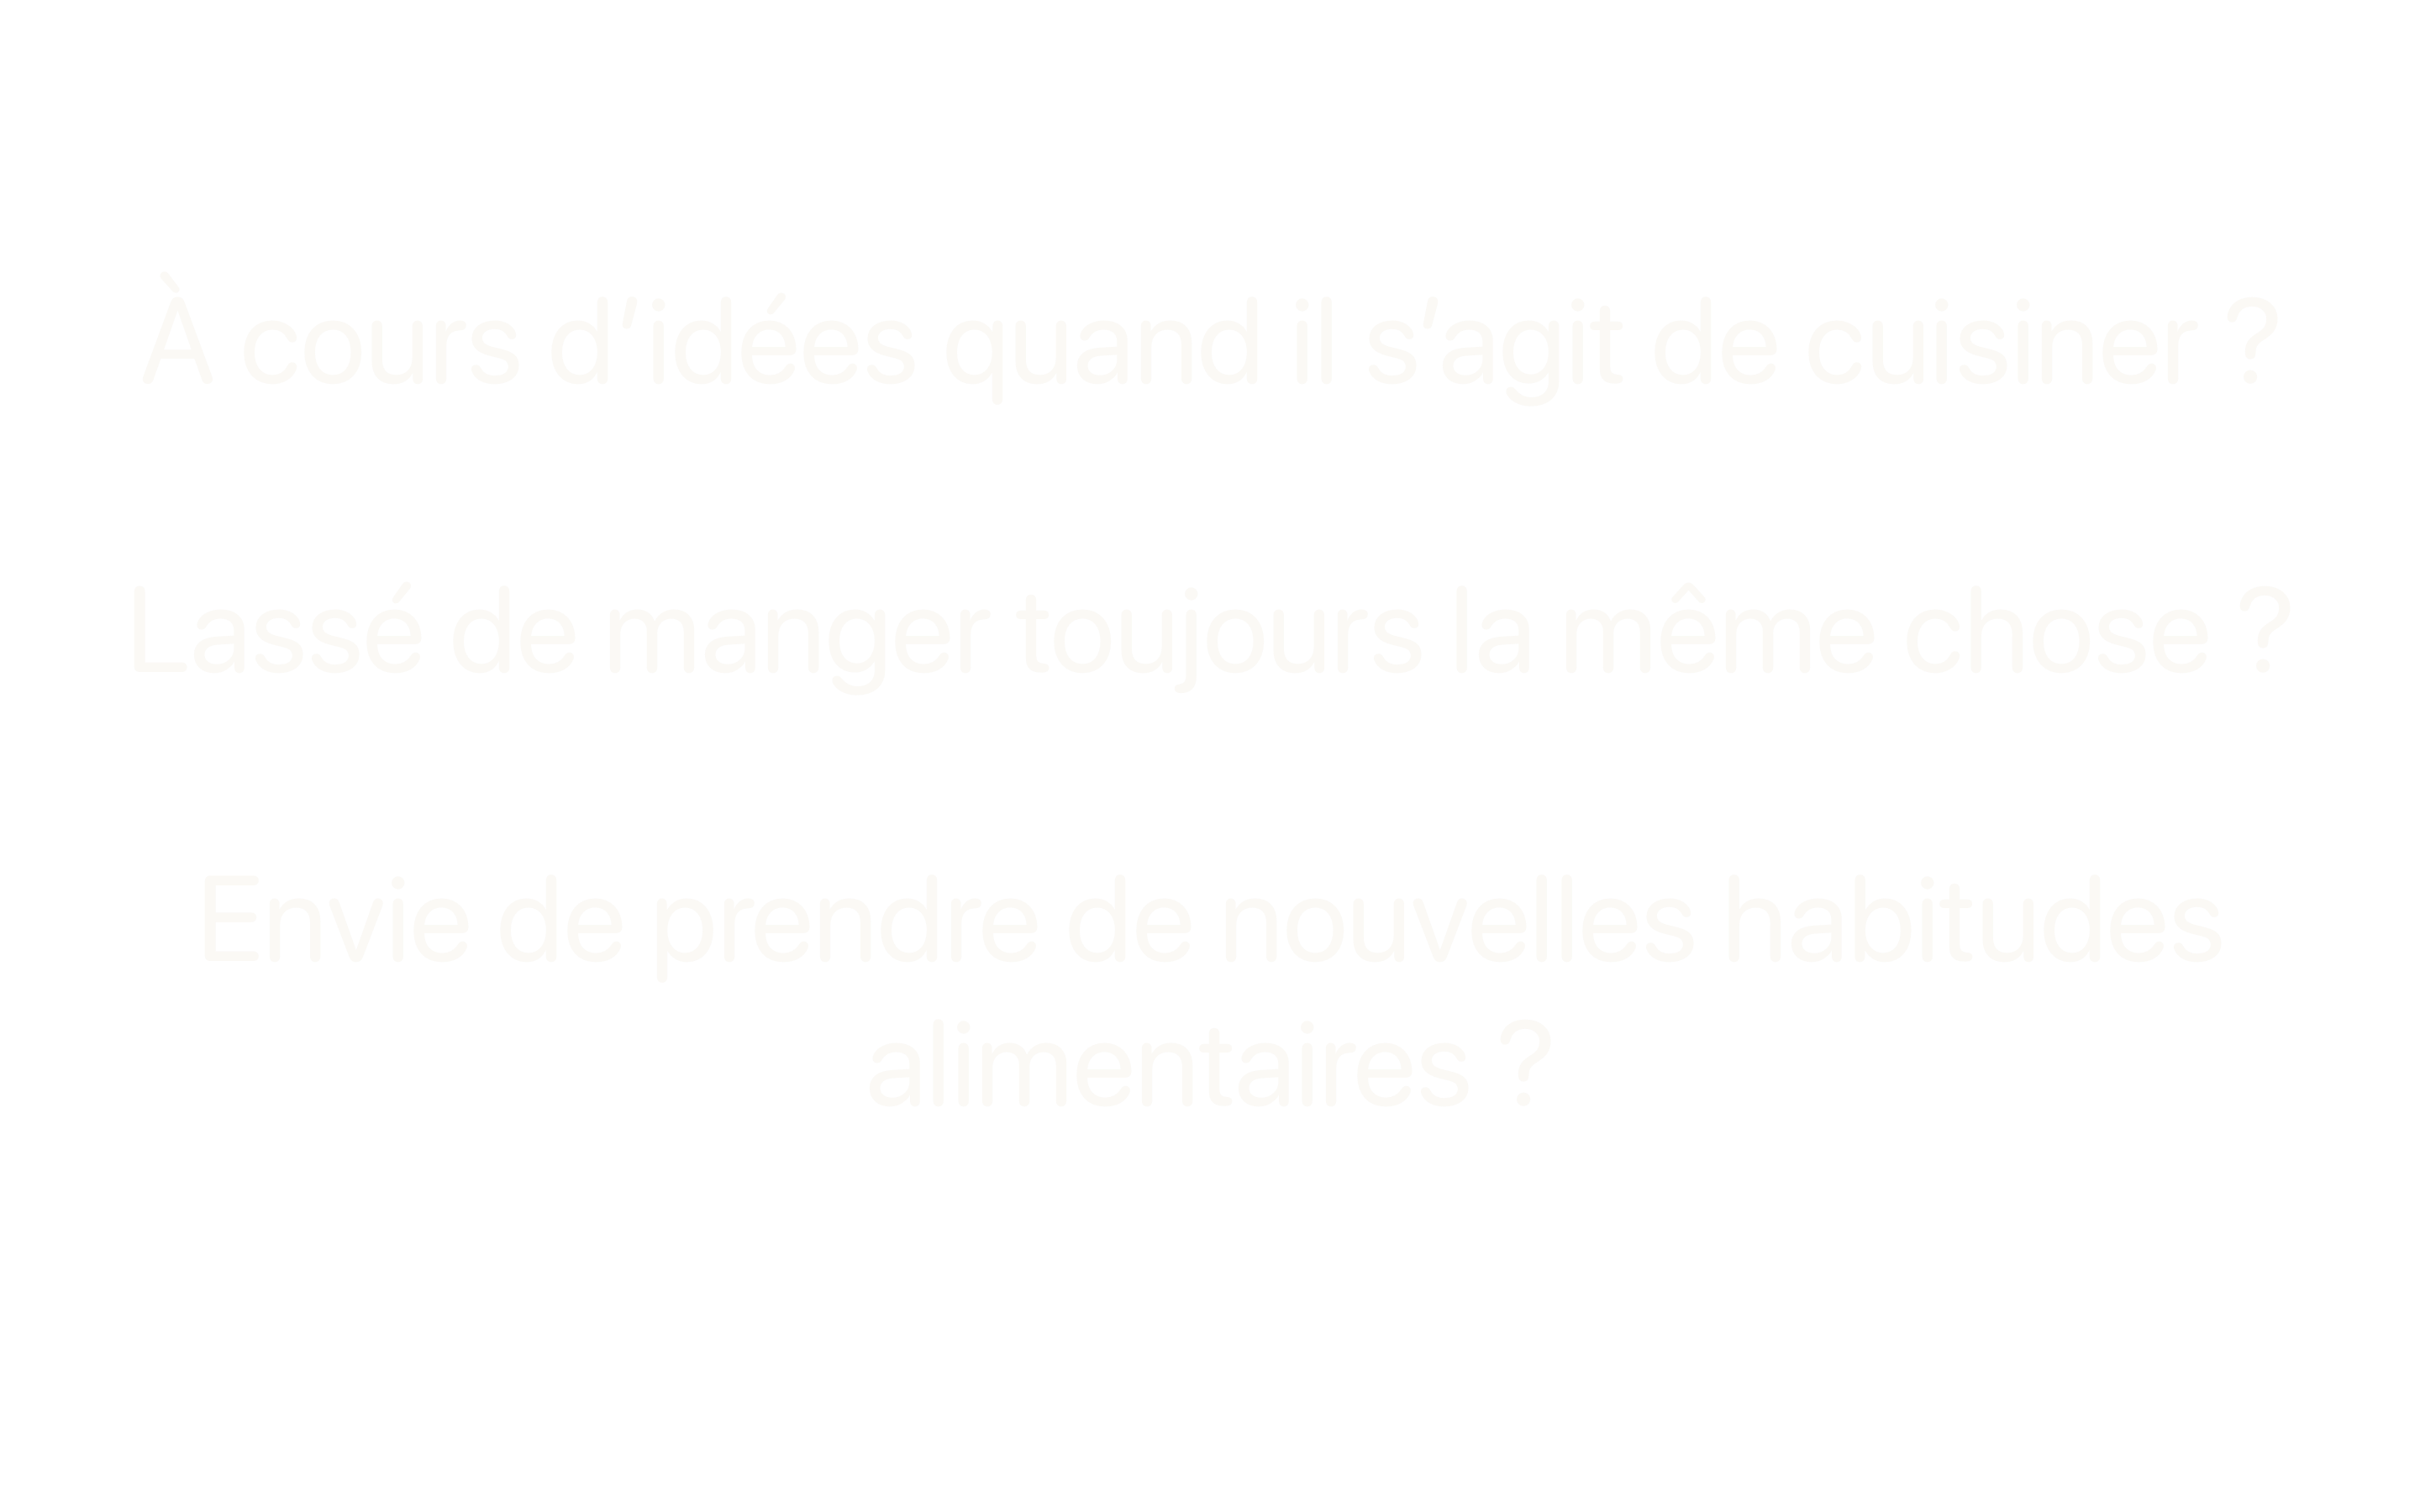 À cours d’idées quand il s’agit de cuisiner ?
Lassé de manger toujours la même chose ?
Envie de prendre de nouvelles habitudes
alimentaires ?